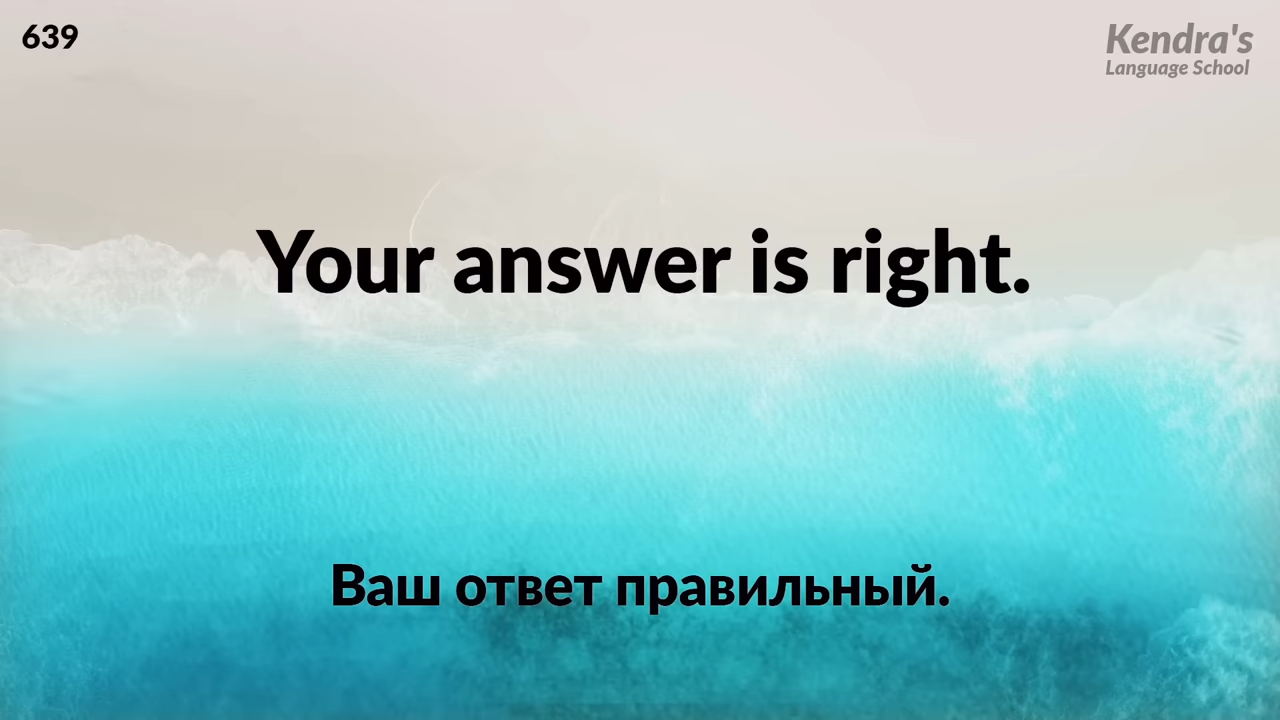 639
Kendra's
Language School
Your answer is right.
Ваш ответ правильный.